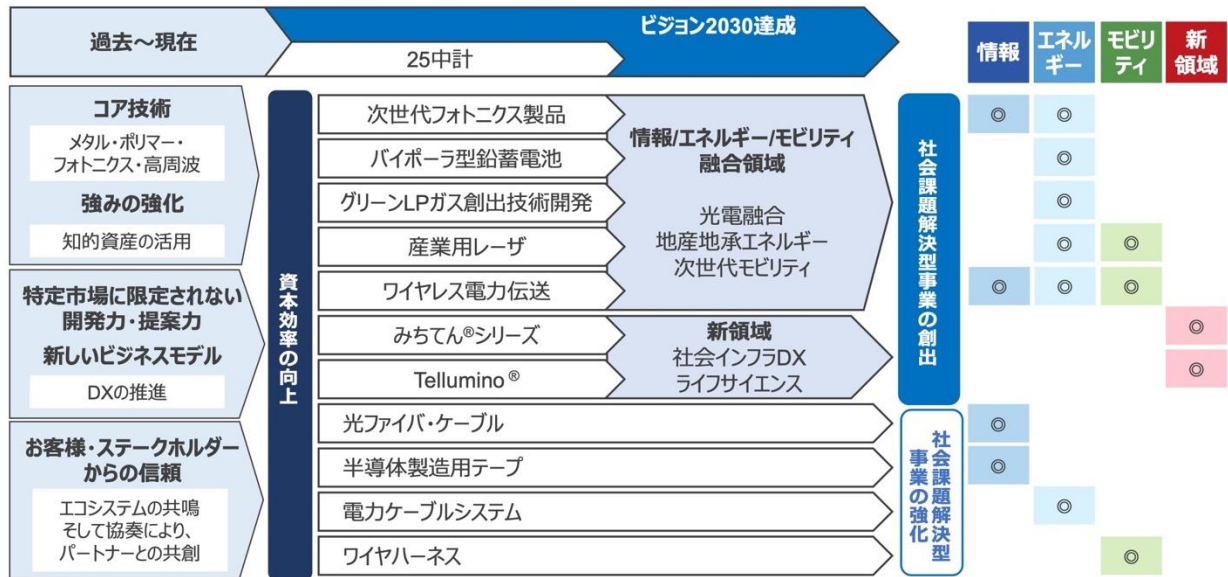 過去～現在
ビジョン2030達成
25中計
情報
エネル
ギー
モビリ
ティ
新
領域
コア技術
メタル・ポリマー・
フォトニクス・高周波
強みの強化
知的資産の活用
特定市場に限定されない
開発力・提案力
新しいビジネスモデル
DXの推進
お客様・ステークホルダー
からの信頼
エコシステムの共鳴
そして協奏により、
パートナーとの共創
資本効率の向上
次世代フォトニクス製品
バイポーラ型鉛蓄電池
グリーンLPガス創出技術開発
産業用レーザ
ワイヤレス電力伝送
みちてん®シリーズ
Tellumino®
光ファイバ・ケーブル
半導体製造用テープ
電力ケーブルシステム
ワイヤハーネス
情報/エネルギー/モビリティ
融合領域
光電融合
地産地承エネルギー
次世代モビリティ
新領域
社会インフラDX
ライフサイエンス
社会課題解決型事業の創出
社会課題解決型
事業の強化
◎ ◎
◎
◎
◎ ◎
◎ ◎ ◎
◎
◎
◎
◎
◎
◎